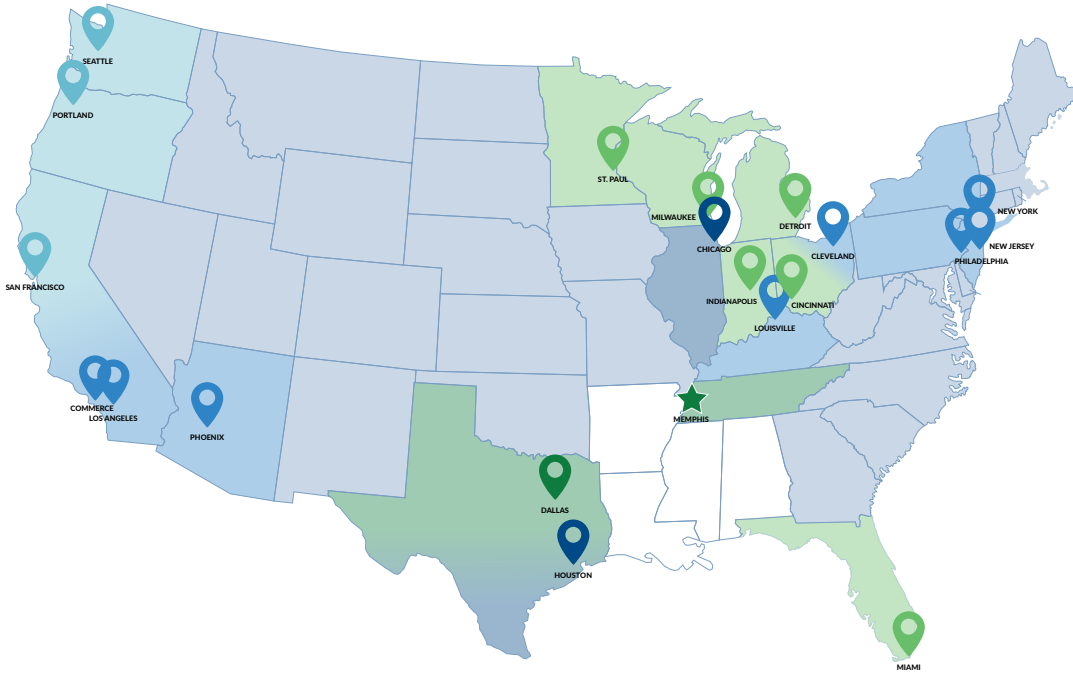 SEATTLE
PORTLAND
ST. PAUL
MILWAUKEE
NEW YORK
DETROIT
CHICAGO
NEW JERSEY
CLEVELAND
PHILADELPHIA
SAN FRANCISCO
INDIANAPOLIS
CINCINNATI
LOUISVILLE
COMMERCE
LOS ANGELES
MEMPHIS
PHOENIX
DALLAS
HOUSTON
MIAMI